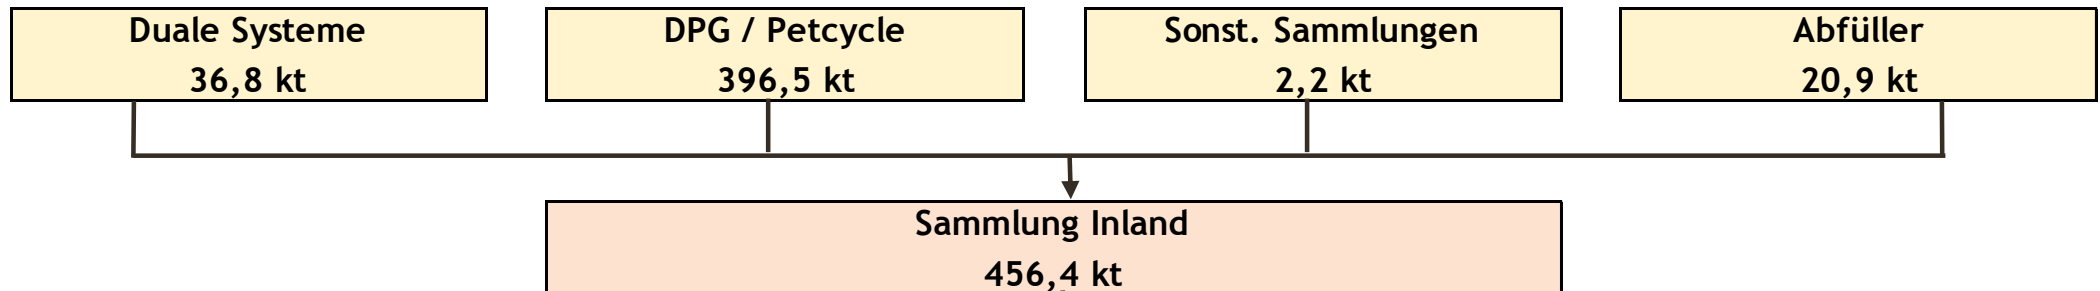 Duale Systeme
36,8 kt
DPG / Petcycle
396,5 kt
Sonst. Sammlungen
2,2 kt
Abfüller
20,9 kt
Sammlung Inland
456,4 kt